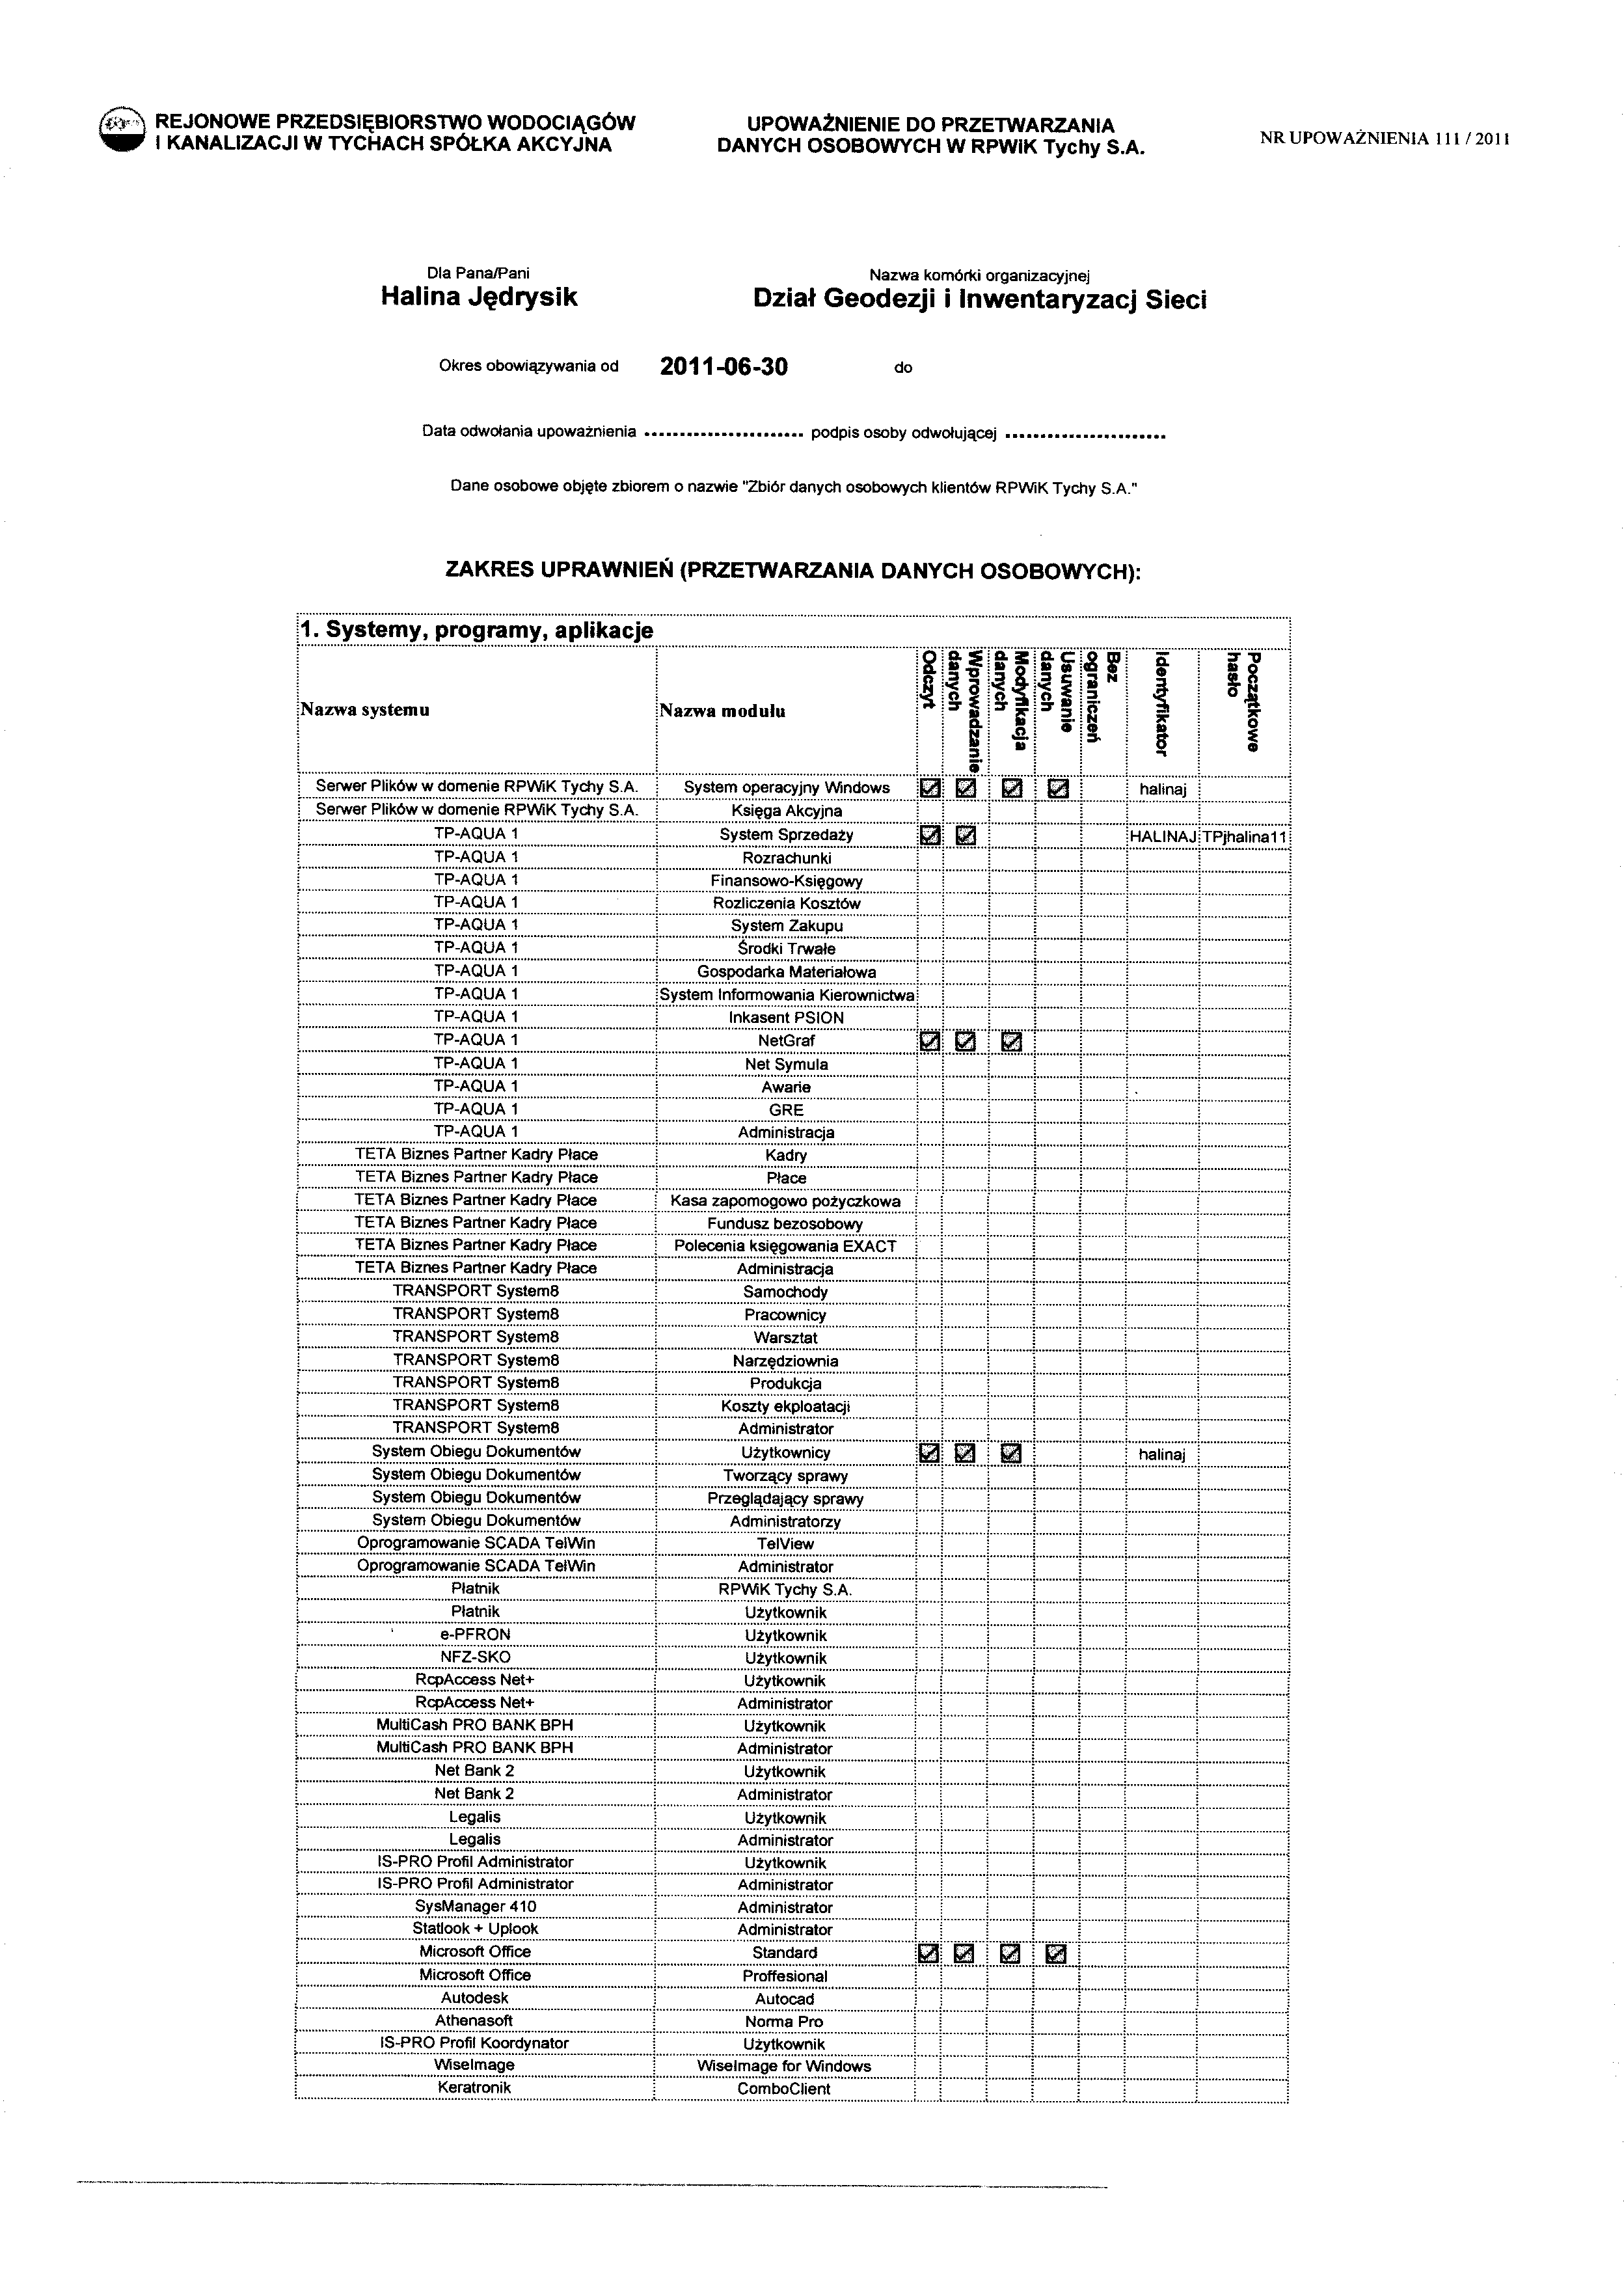 REJONOWE PRZEDSIĘBIORSTWO WODOCIĄGÓW
I KANALIZACJI W TYCHACH SPÓŁKA AKCYJNA
UPOWAŻNIENIE DO PRZETWARZANIA
DANYCH OSOBOWYCH W RPWiK Tychy S.A.
NR UPOWAŻNIENIA 111 / 2011
Dla Pana/Pani
Halina Jędrysik
Nazwa komórki organizacyjnej
Dział Geodezji i Inwentaryzacj Sieci
Okres obowiązywania od 2011-06-30 do
Data odwołania upoważnienia ...................... podpis osoby odwołującej ......................
Dane osobowe objęte zbiorem o nazwie "Zbiór danych osobowych klientów RPWiK Tychy S.A."
ZAKRES UPRAWNIEŃ (PRZETWARZANIA DANYCH OSOBOWYCH):
1. Systemy, programy, aplikacje
Nazwa systemu
Nazwa modułu
Odczyt
Wprowadzanie
danych
Modyfikacja
danych
Usuwanie
danych
Bez
ograniczeń
Identyfikator
Początkowe
hasło
Serwer Plików w domenie RPWiK Tychy S.A. System operacyjny Windows halinaj
Serwer Plików w domenie RPWiK Tychy S.A. Księga Akcyjna
TP-AQUA 1 System Sprzedaży HALINAJ TPjhalina11
TP-AQUA 1 Rozrachunki
TP-AQUA 1 Finansowo-Księgowy
TP-AQUA 1 Rozliczenia Kosztów
TP-AQUA 1 System Zakupu
TP-AQUA 1 Środki Trwałe
TP-AQUA 1 Gospodarka Materiałowa
TP-AQUA 1 System Informowania Kierownictwa
TP-AQUA 1 Inkasent PSION
TP-AQUA 1 NetGraf
TP-AQUA 1 Net Symula
TP-AQUA 1 Awarie
TP-AQUA 1 GRE
TP-AQUA 1 Administracja
TETA Biznes Partner Kadry Płace Kadry
TETA Biznes Partner Kadry Płace Płace
TETA Biznes Partner Kadry Płace Kasa zapomogowo pożyczkowa
TETA Biznes Partner Kadry Płace Fundusz bezosobowy
TETA Biznes Partner Kadry Płace Polecenia księgowania EXACT
TETA Biznes Partner Kadry Płace Administracja
TRANSPORT System8 Samochody
TRANSPORT System8 Pracownicy
TRANSPORT System8 Warsztat
TRANSPORT System8 Narzędziownia
TRANSPORT System8 Produkcja
TRANSPORT System8 Koszty ekploatacji
TRANSPORT System8 Administrator
System Obiegu Dokumentów Użytkownicy halinaj
System Obiegu Dokumentów Tworzący sprawy
System Obiegu Dokumentów Przeglądający sprawy
System Obiegu Dokumentów Administratorzy
Oprogramowanie SCADA TelWin TelView
Oprogramowanie SCADA TelWin Administrator
Płatnik RPWiK Tychy S.A.
Płatnik Użytkownik
e-PFRON Użytkownik
NFZ-SKO Użytkownik
RcpAccess Net+ Użytkownik
RcpAccess Net+ Administrator
MultiCash PRO BANK BPH Użytkownik
MultiCash PRO BANK BPH Administrator
Net Bank 2 Użytkownik
Net Bank 2 Administrator
Legalis Użytkownik
Legalis Administrator
IS-PRO Profil Administrator Użytkownik
IS-PRO Profil Administrator Administrator
SysManager 410 Administrator
Statlook + Uplook Administrator
Microsoft Office Standard
Microsoft Office Proffesional
Autodesk Autocad
Athenasoft Norma Pro
IS-PRO Profil Koordynator Użytkownik
WiseImage WiseImage for Windows
Keratronik ComboClient